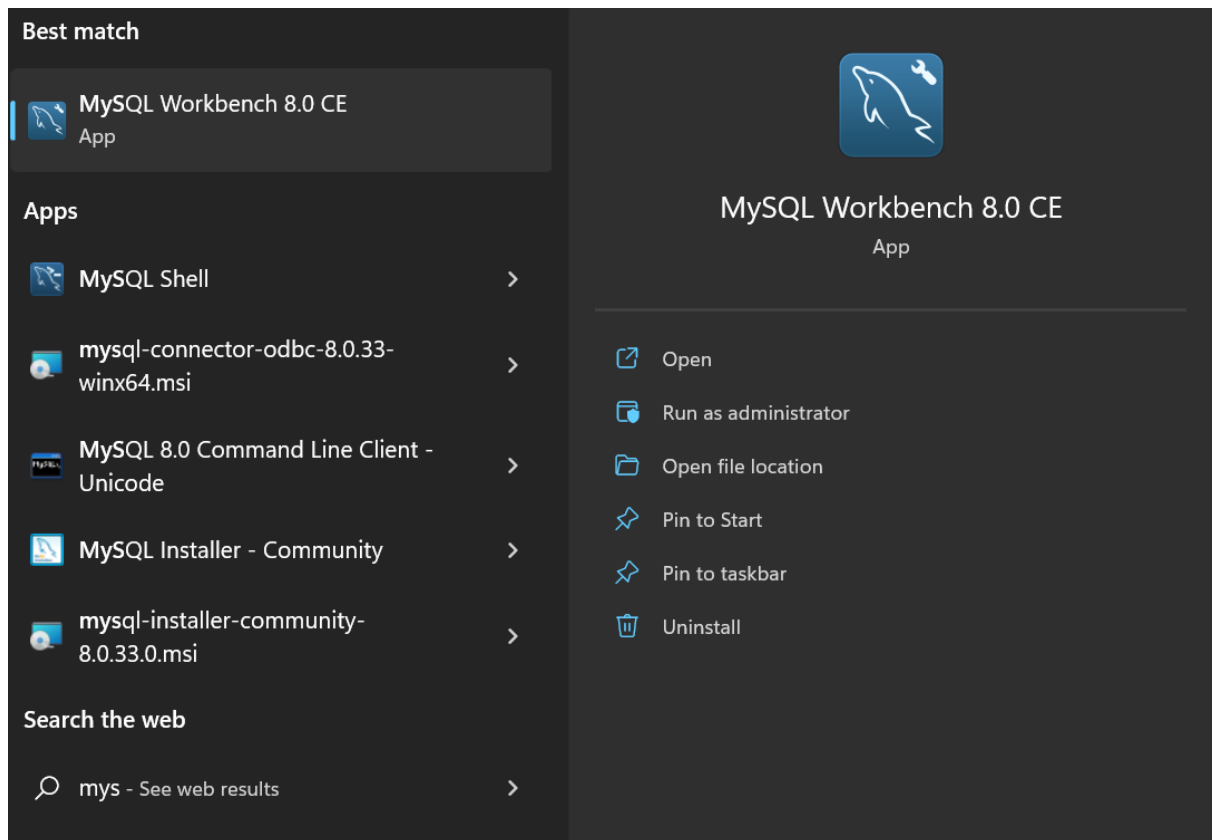 Best match
MySQL Workbench 8.0 CE
App
Apps
MySQL Shell
mysql-connector-odbc-8.0.33-
winx64.msi
MySQL 8.0 Command Line Client -
Unicode
MySQL Installer - Community
mysql-installer-community-
8.0.33.0.msi
Search the web
mys - See web results
MySQL Workbench 8.0 CE
App
Open
Run as administrator
Open file location
Pin to Start
Pin to taskbar
Uninstall